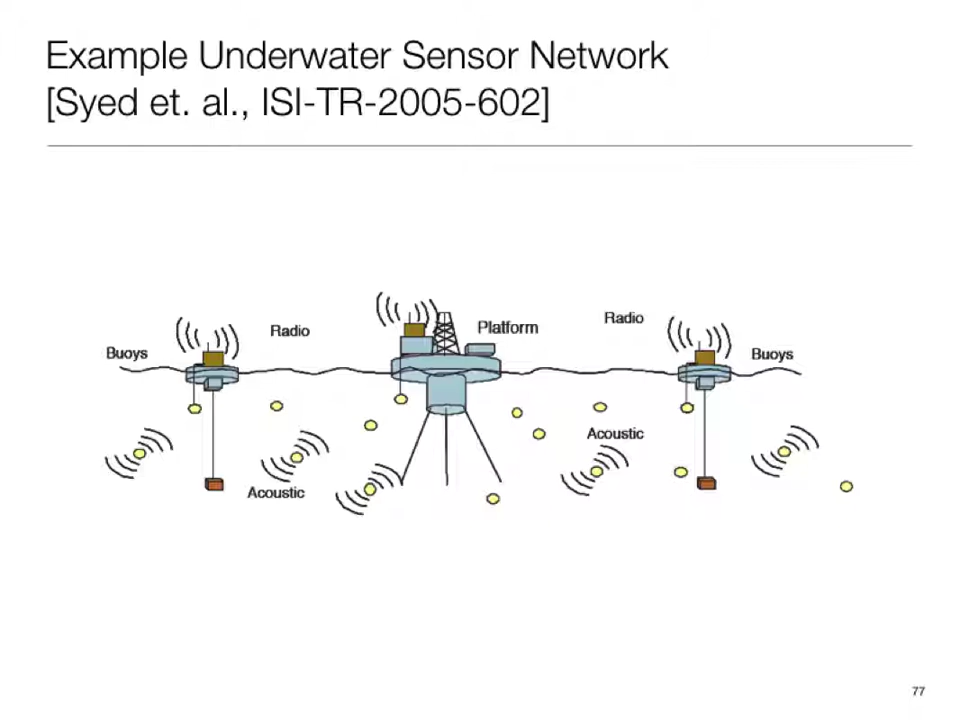 Example Underwater Sensor Network
[Syed et. al., ISI-TR-2005-602]
Radio
Platform
Radio
Buoys
Buoys
Acoustic
Acoustic
77